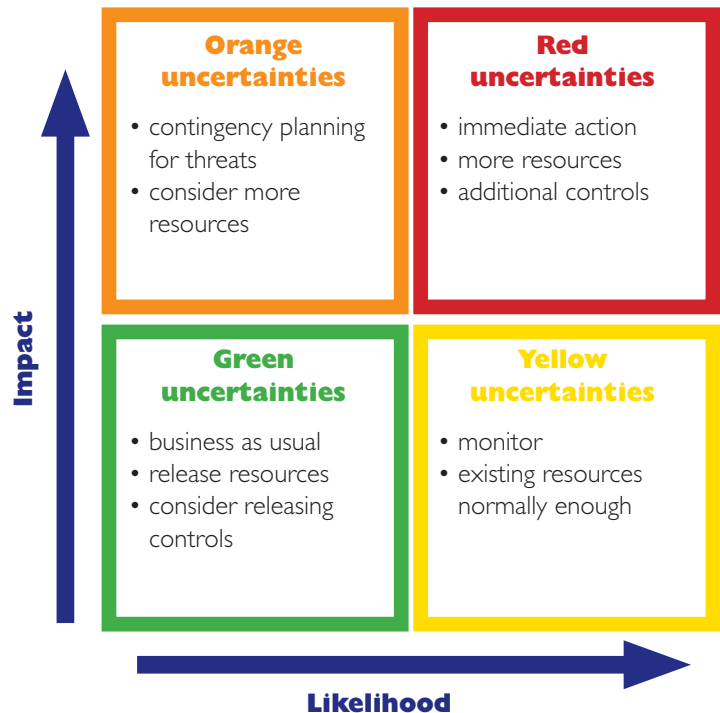 Orange
uncertainties
• contingency planning
for threats
• consider more
resources
Red
uncertainties
• immediate action
• more resources
• additional controls
Impact
Green
uncertainties
• business as usual
• release resources
• consider releasing
controls
Yellow
uncertainties
• monitor
• existing resources
normally enough
Likelihood